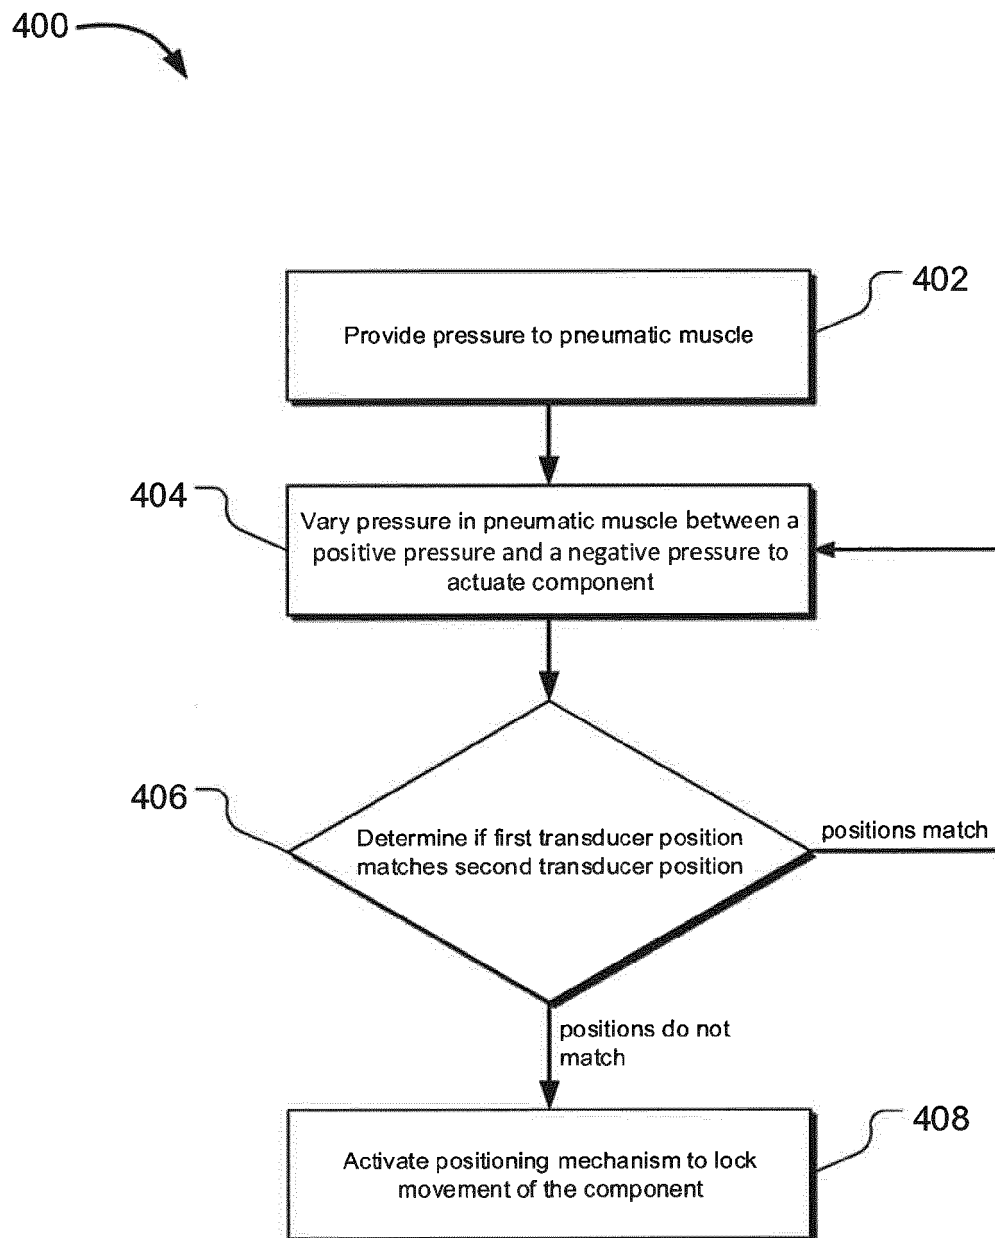 400
402
Provide pressure to pneumatic muscle
404
Vary pressure in pneumatic muscle between a
positive pressure and a negative pressure to
actuate component
406
Determine if first transducer position
matches second transducer position
positions match
positions do not
match
408
Activate positioning mechanism to lock
movement of the component